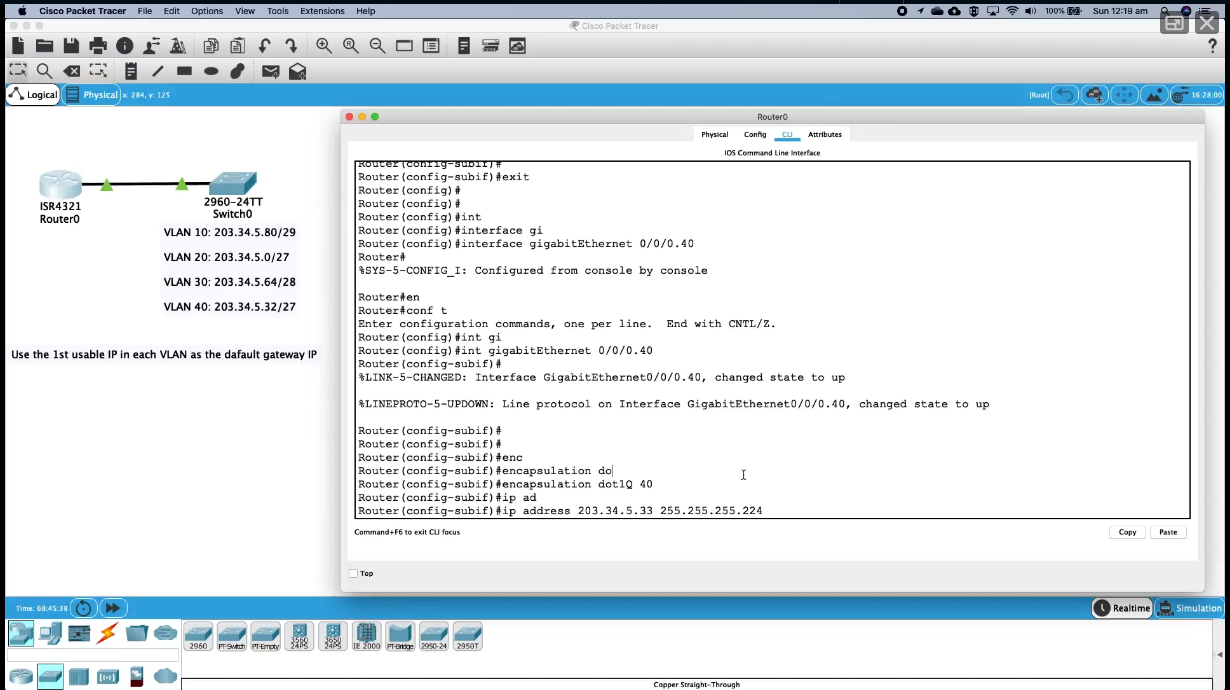 Cisco Packet Tracer File Edit Options View Tools Extensions Help 100% Sun 12:19 am
Cisco Packet Tracer
Logical Physical x: 284, y: 125 [Root] 16:28:00
Router0
Physical Config CLI Attributes
IOS Command Line Interface
ISR4321
Router0
2960-24TT
Switch0
VLAN 10: 203.34.5.80/29
VLAN 20: 203.34.5.0/27
VLAN 30: 203.34.5.64/28
VLAN 40: 203.34.5.32/27
Use the 1st usable IP in each VLAN as the dafault gateway IP
Router(config-subif)#
Router(config-subif)#exit
Router(config)#
Router(config)#
Router(config)#int
Router(config)#interface gi
Router(config)#interface gigabitEthernet 0/0/0.40
Router#
%SYS-5-CONFIG_I: Configured from console by console
Router#en
Router#conf t
Enter configuration commands, one per line. End with CNTL/Z.
Router(config)#int gi
Router(config)#int gigabitEthernet 0/0/0.40
Router(config-subif)#
%LINK-5-CHANGED: Interface GigabitEthernet0/0/0.40, changed state to up
%LINEPROTO-5-UPDOWN: Line protocol on Interface GigabitEthernet0/0/0.40, changed state to up
Router(config-subif)#
Router(config-subif)#
Router(config-subif)#enc
Router(config-subif)#encapsulation do
Router(config-subif)#encapsulation dot1Q 40
Router(config-subif)#ip ad
Router(config-subif)#ip address 203.34.5.33 255.255.255.224
Command+F6 to exit CLI focus Copy Paste
Top
Time: 68:45:38 Realtime Simulation
2960 PT-Switch PT-Empty 3560 24PS 3650 24PS IE 2000 PT-Bridge 2950-24 2950T
Copper Straight-Through